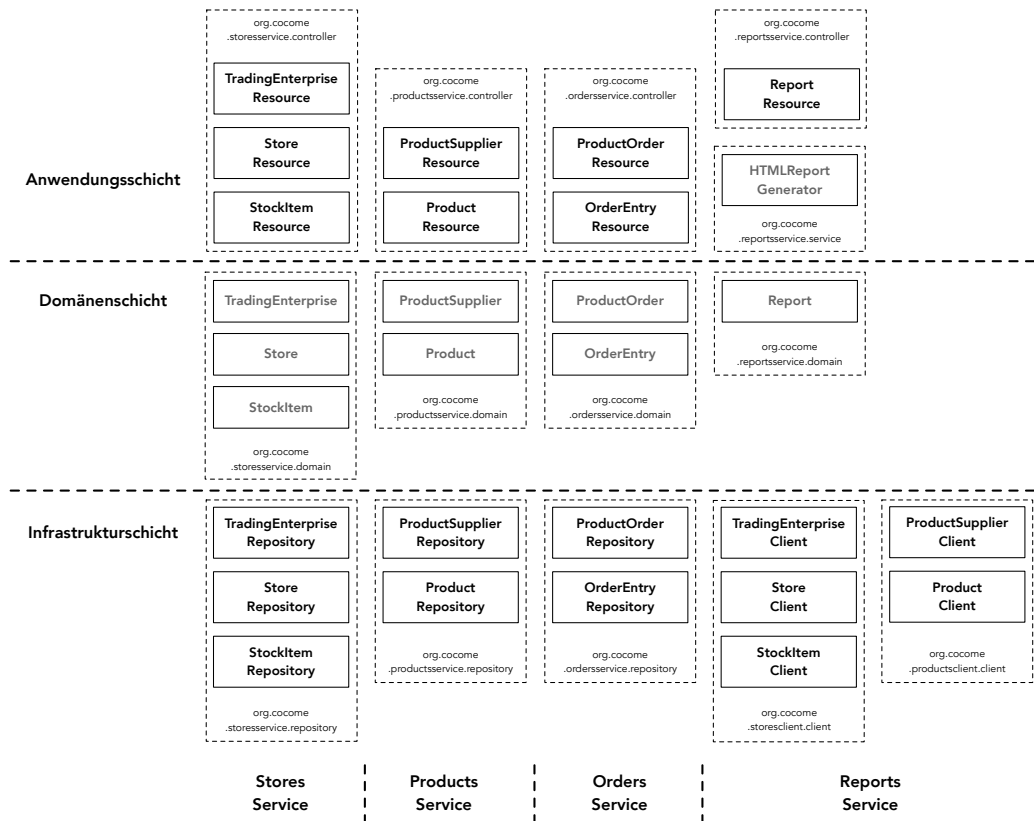 org.cocome
.storesservice.controller
TradingEnterprise
Resource
Store
Resource
StockItem
Resource
org.cocome
.productsservice.controller
ProductSupplier
Resource
Product
Resource
org.cocome
.ordersservice.controller
ProductOrder
Resource
OrderEntry
Resource
org.cocome
.reportsservice.controller
Report
Resource
HTMLReport
Generator
org.cocome
.reportsservice.service
Anwendungsschicht
Domänenschicht
TradingEnterprise
Store
StockItem
org.cocome
.storesservice.domain
ProductSupplier
Product
org.cocome
.productsservice.domain
ProductOrder
OrderEntry
org.cocome
.ordersservice.domain
Report
org.cocome
.reportsservice.domain
Infrastrukturschicht
TradingEnterprise
Repository
Store
Repository
StockItem
Repository
org.cocome
.storesservice.repository
ProductSupplier
Repository
Product
Repository
org.cocome
.productsservice.repository
ProductOrder
Repository
OrderEntry
Repository
org.cocome
.ordersservice.repository
TradingEnterprise
Client
Store
Client
StockItem
Client
org.cocome
.storesclient.client
ProductSupplier
Client
Product
Client
org.cocome
.productsclient.client
Stores
Service
Products
Service
Orders
Service
Reports
Service